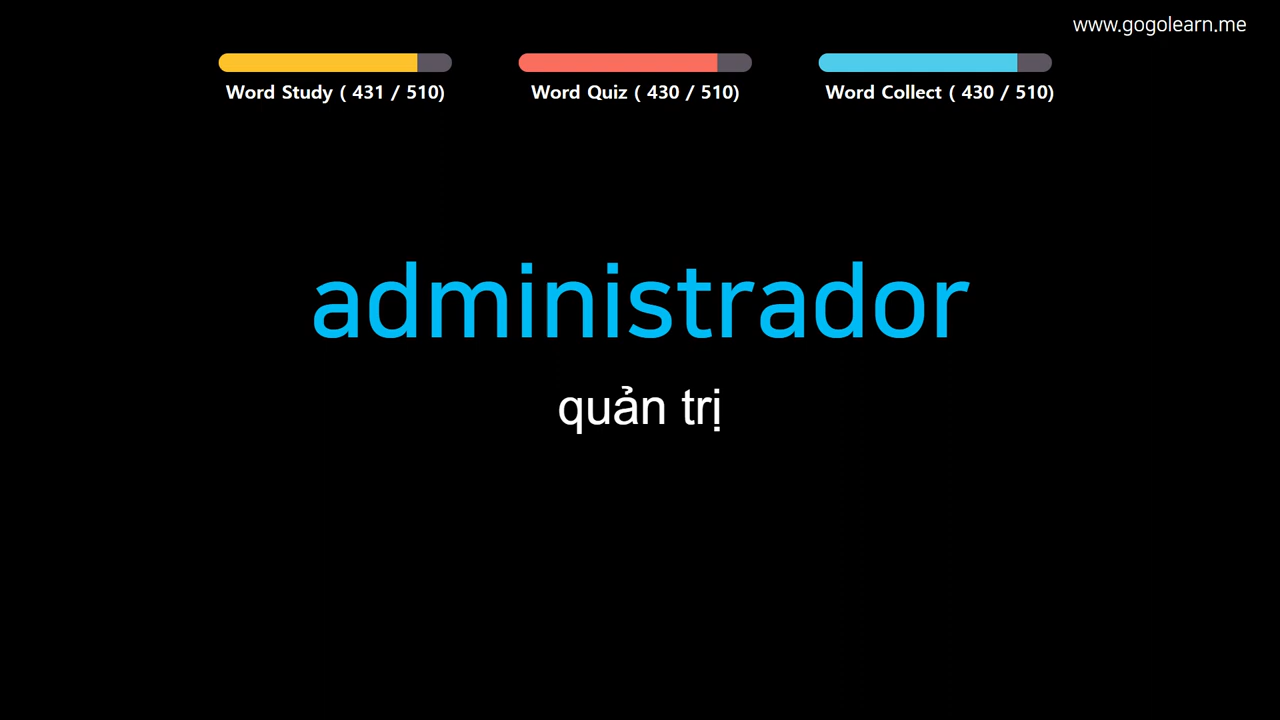 www.gogolearn.me
Word Study ( 431 / 510)
Word Quiz ( 430 / 510)
Word Collect ( 430 / 510)
administrador
quản trị